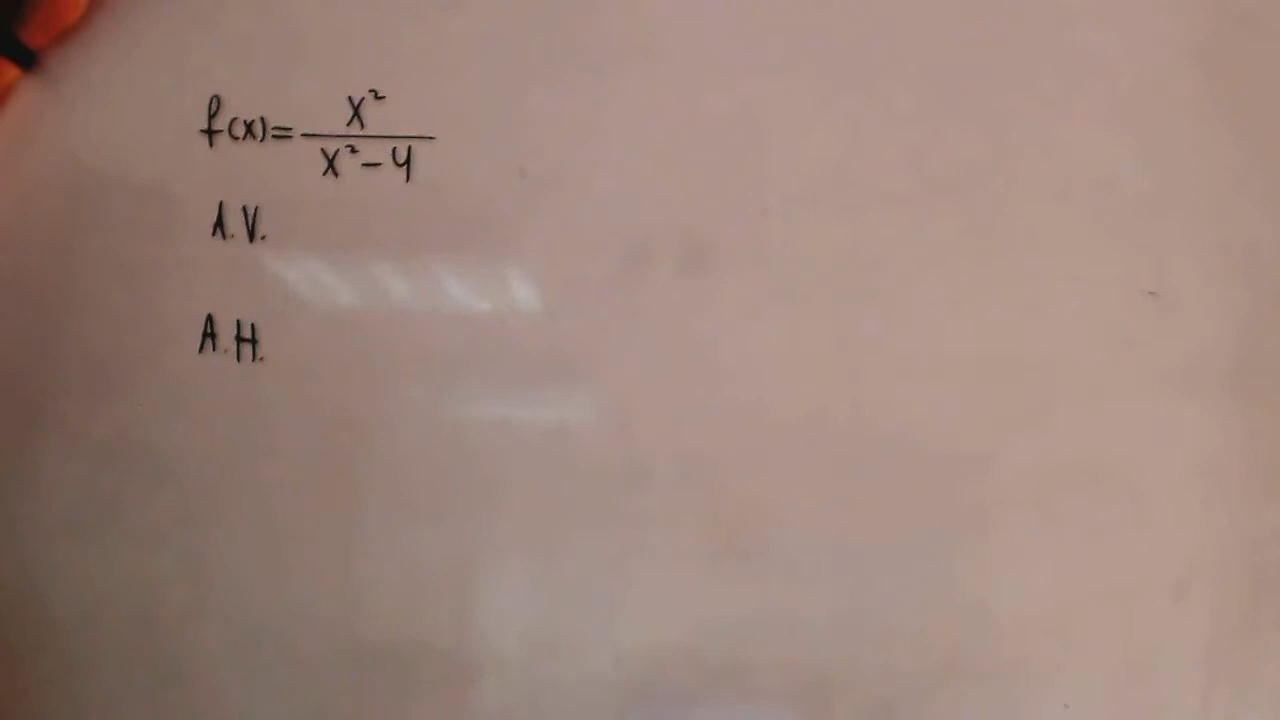 f(x)= x²/(x²-4)
A.V.
A.H.